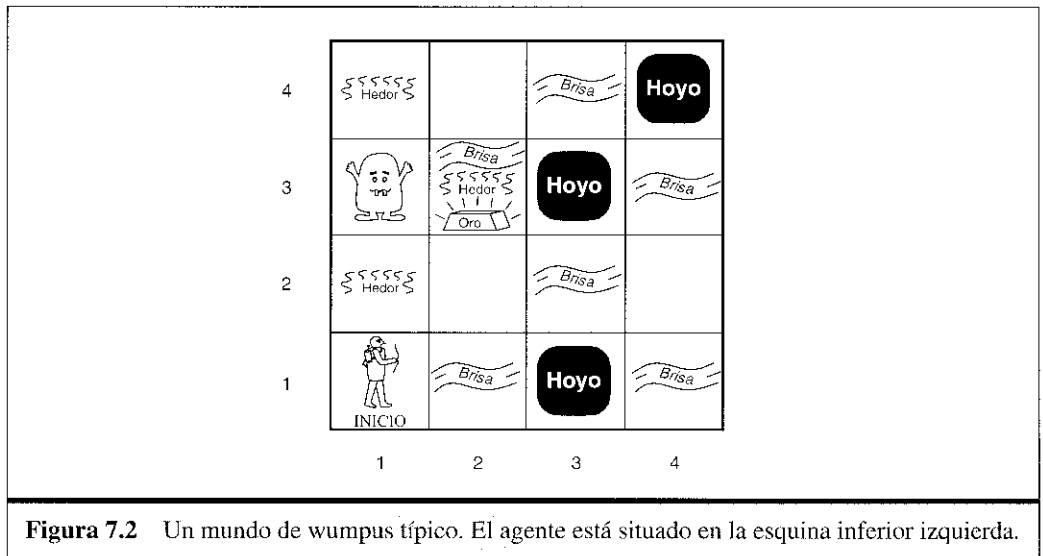 4 Hedor Brisa Hoyo
Brisa
3 Hedor Hoyo Brisa
Oro
2 Hedor Brisa
1 Brisa Hoyo Brisa
INICIO
1 2 3 4
Figura 7.2 Un mundo de wumpus típico. El agente está situado en la esquina inferior izquierda.